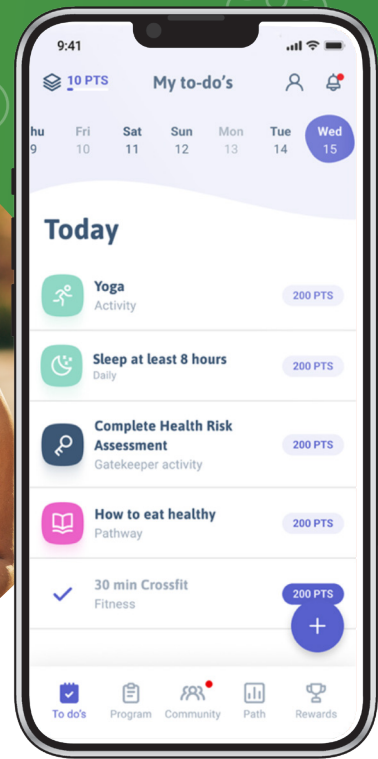 9:41
10 PTS
My to-do's
hu Fri Sat Sun Mon Tue Wed
9 10 11 12 13 14 15
Today
Yoga
Activity
200 PTS
Sleep at least 8 hours
Daily
200 PTS
Complete Health Risk
Assessment
Gatekeeper activity
200 PTS
How to eat healthy
Pathway
200 PTS
30 min Crossfit
Fitness
200 PTS
To do's Program Community Path Rewards